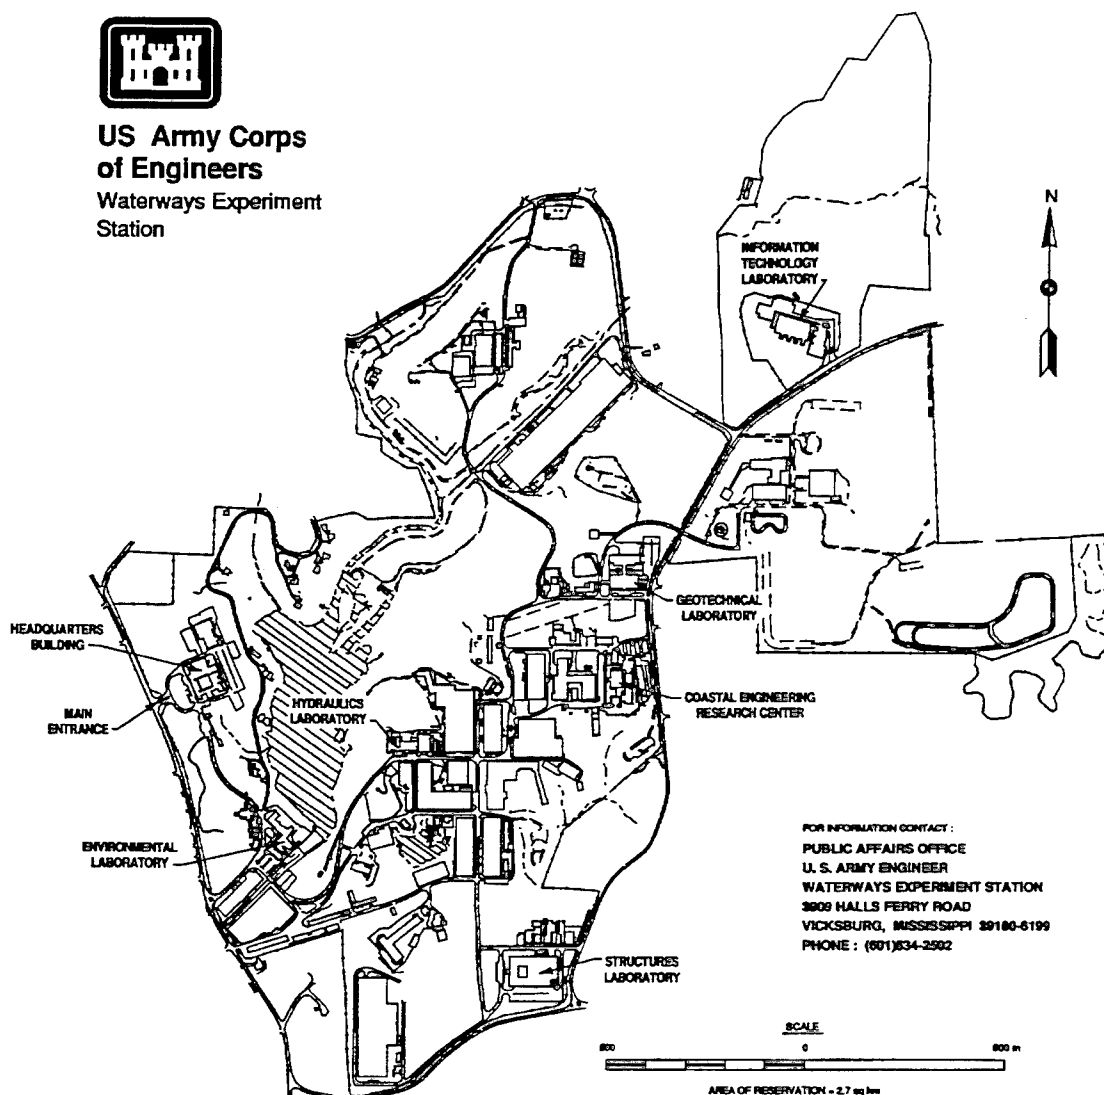 US Army Corps
of Engineers
Waterways Experiment
Station
N
INFORMATION
TECHNOLOGY
LABORATORY
HEADQUARTERS
BUILDING
MAIN
ENTRANCE
HYDRAULICS
LABORATORY
GEOTECHNICAL
LABORATORY
COASTAL ENGINEERING
RESEARCH CENTER
ENVIRONMENTAL
LABORATORY
STRUCTURES
LABORATORY
FOR INFORMATION CONTACT :
PUBLIC AFFAIRS OFFICE
U. S. ARMY ENGINEER
WATERWAYS EXPERIMENT STATION
3909 HALLS FERRY ROAD
VICKSBURG, MISSISSIPPI 39180-6199
PHONE : (601)634-2502
SCALE
0
AREA OF RESERVATION = 2.7 sq km